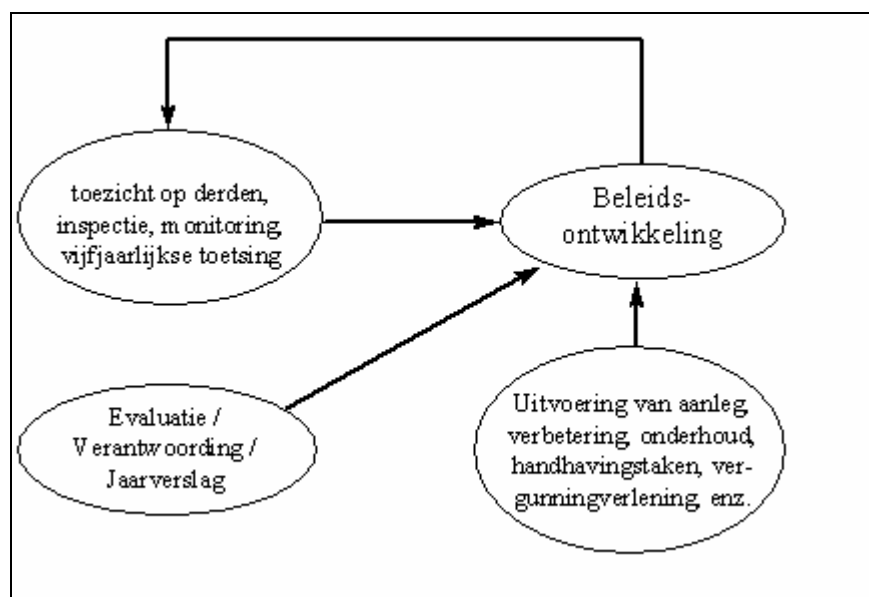 toezicht op derden,
inspectie, monitoring,
vijfjaarlijkse toetsing
Beleids-
ontwikkeling
Evaluatie /
Verantwoording /
Jaarverslag
Uitvoering van aanleg,
verbetering, onderhoud,
handhavingstaken, ver-
gunningverlening, enz.